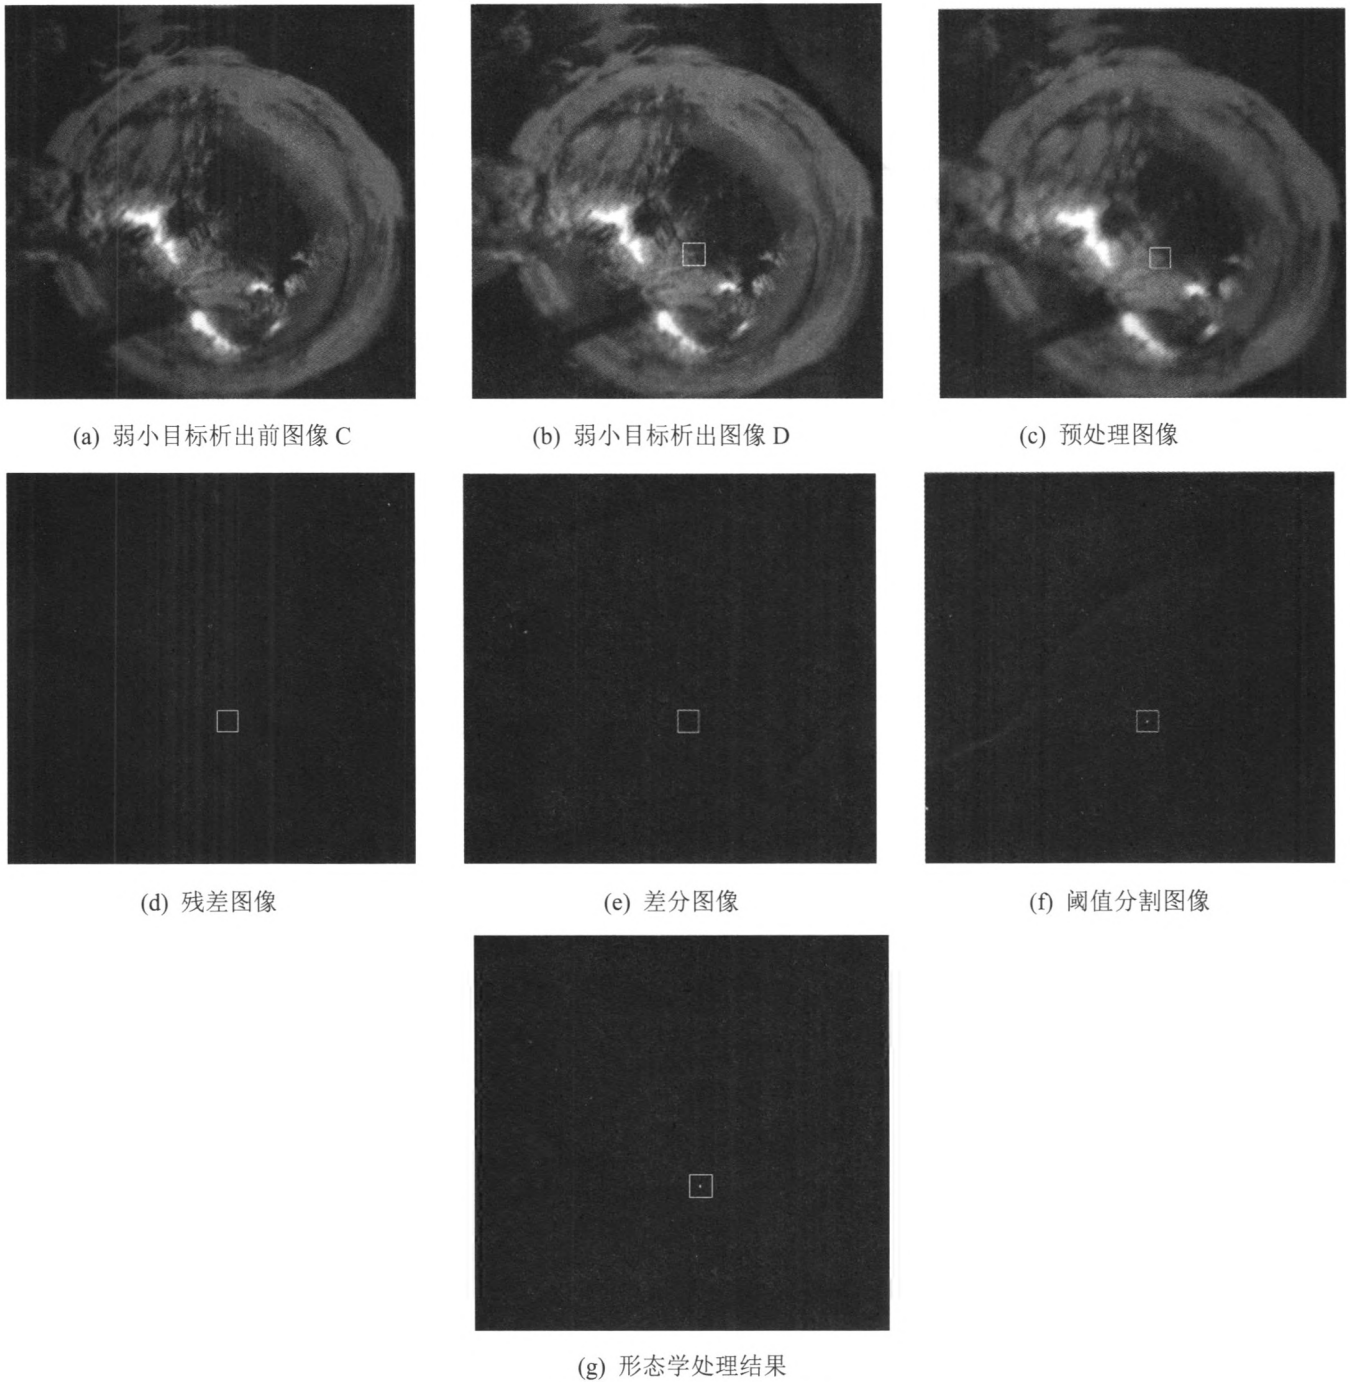 (a) 弱小目标析出前图像 C
(b) 弱小目标析出图像 D
(c) 预处理图像
(d) 残差图像
(e) 差分图像
(f) 阈值分割图像
(g) 形态学处理结果